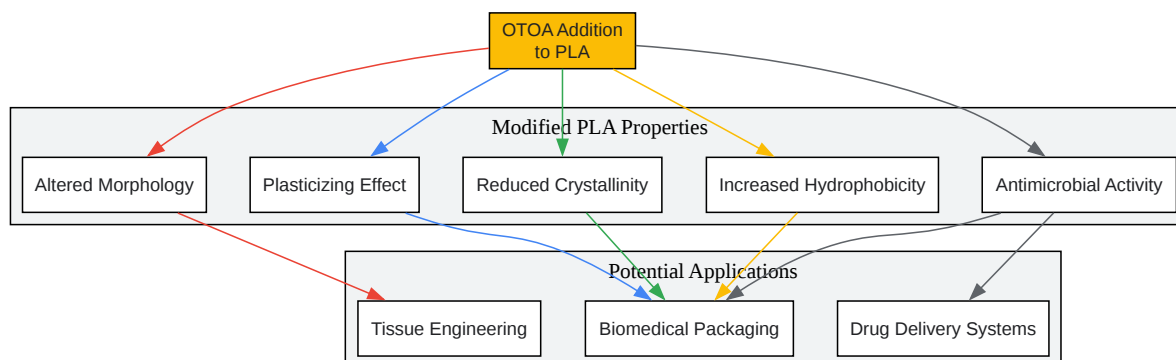 OTOA Addition
to PLA
Modified PLA Properties
Altered Morphology
Plasticizing Effect
Reduced Crystallinity
Increased Hydrophobicity
Antimicrobial Activity
Potential Applications
Tissue Engineering
Biomedical Packaging
Drug Delivery Systems